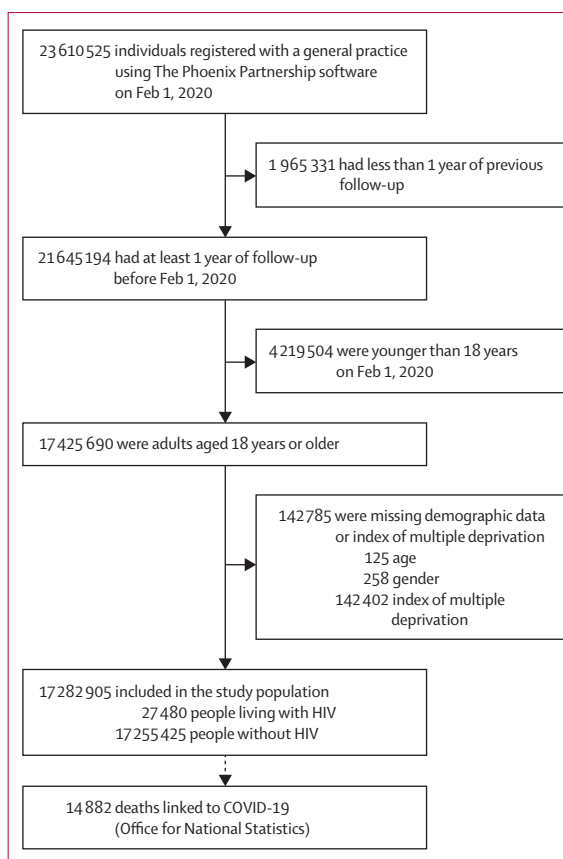 23 610 525 individuals registered with a general practice
using The Phoenix Partnership software
on Feb 1, 2020
1 965 331 had less than 1 year of previous
follow-up
21 645 194 had at least 1 year of follow-up
before Feb 1, 2020
4 219 504 were younger than 18 years
on Feb 1, 2020
17 425 690 were adults aged 18 years or older
142 785 were missing demographic data
or index of multiple deprivation
125 age
258 gender
142 402 index of multiple
deprivation
17 282 905 included in the study population
27 480 people living with HIV
17 255 425 people without HIV
14 882 deaths linked to COVID-19
(Office for National Statistics)